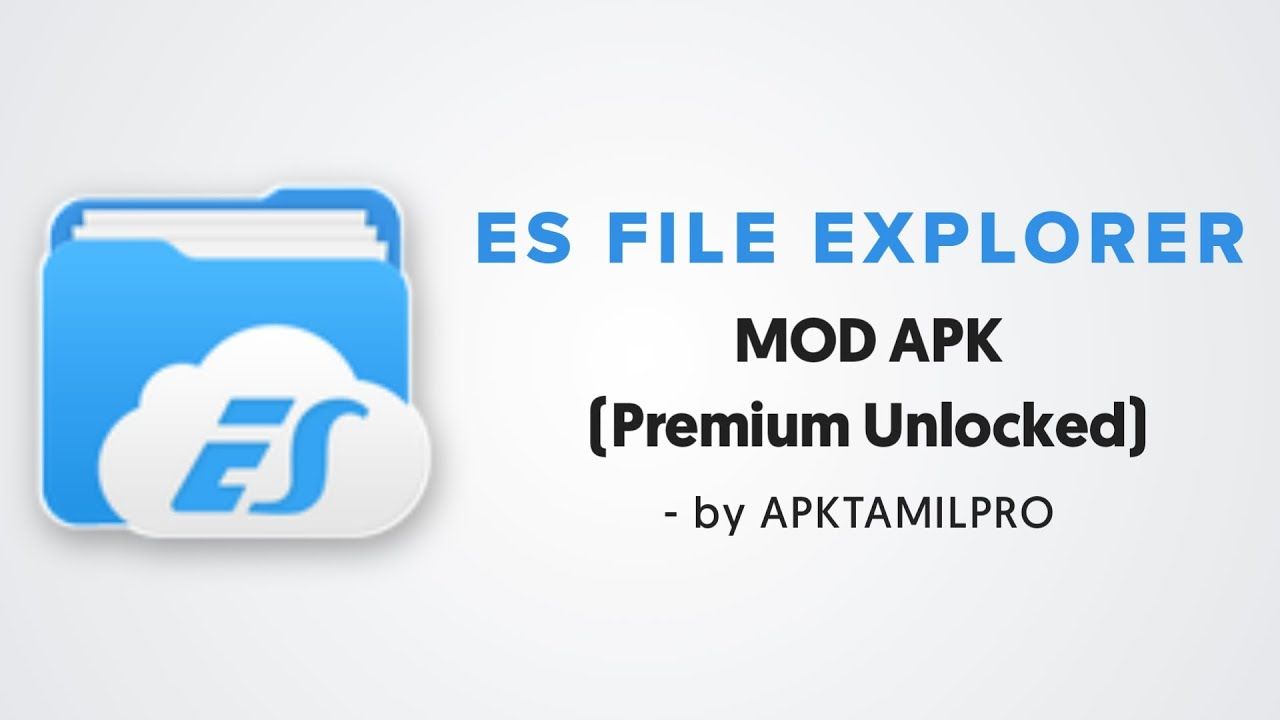 ES FILE EXPLORER
MOD APK
(Premium Unlocked)
- by APKTAMILPRO
ES